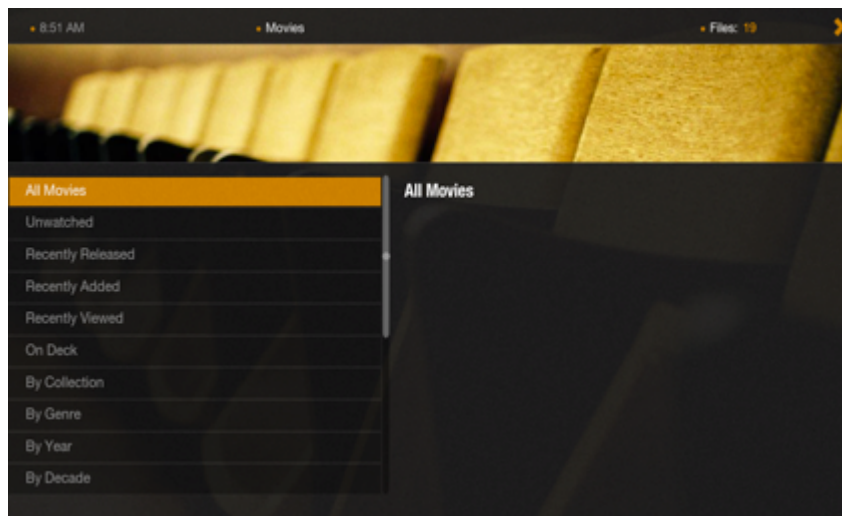 8:51 AM
Movies
Files: 19
All Movies
All Movies
Unwatched
Recently Released
Recently Added
Recently Viewed
On Deck
By Collection
By Genre
By Year
By Decade